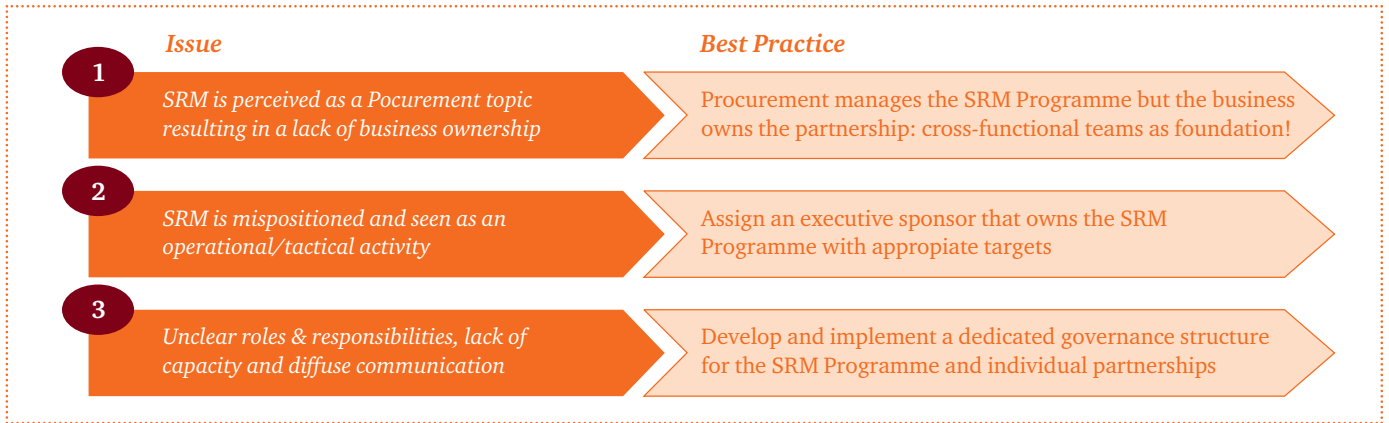 Issue
Best Practice
1
SRM is perceived as a Pocurement topic
resulting in a lack of business ownership
Procurement manages the SRM Programme but the business
owns the partnership: cross-functional teams as foundation!
2
SRM is mispositioned and seen as an
operational/tactical activity
Assign an executive sponsor that owns the SRM
Programme with appropiate targets
3
Unclear roles & responsibilities, lack of
capacity and diffuse communication
Develop and implement a dedicated governance structure
for the SRM Programme and individual partnerships